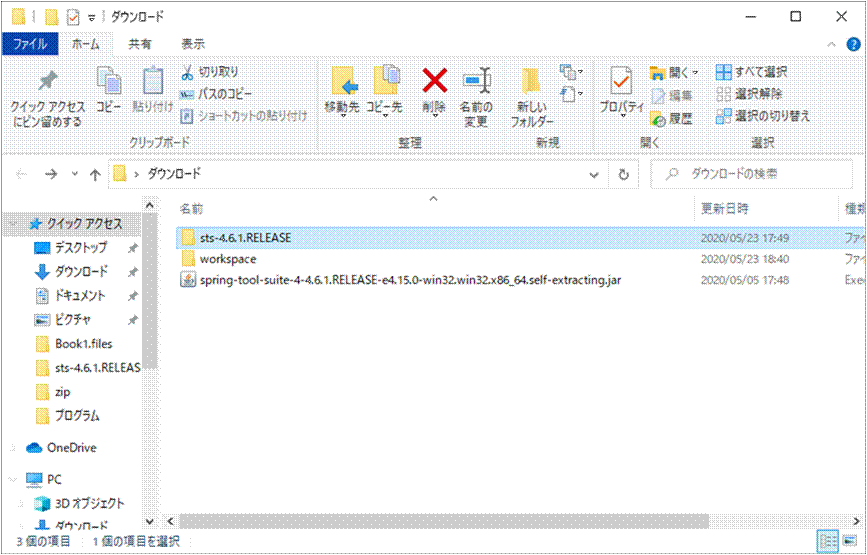 ダウンロード
ファイル ホーム 共有 表示
クイック アクセス
にピン留めする
コピー
貼り付け
切り取り
パスのコピー
ショートカットの貼り付け
クリップボード
移動先
コピー先
削除
名前の
変更
整理
新しい
フォルダー
新規
プロパティ
開く
編集
履歴
開く
すべて選択
選択解除
選択の切り替え
選択
ダウンロード
ダウンロードの検索
名前 更新日時 種類
クイック アクセス
デスクトップ
ダウンロード
ドキュメント
ピクチャ
Book1.files
sts-4.6.1.RELEAS
zip
プログラム
OneDrive
PC
3D オブジェクト
ダウンロード
sts-4.6.1.RELEASE 2020/05/23 17:49 ファイ
workspace 2020/05/23 18:40 ファイ
spring-tool-suite-4-4.6.1.RELEASE-e4.15.0-win32.win32.x86_64.self-extracting.jar 2020/05/05 17:48 Exec
3 個の項目 1 個の項目を選択